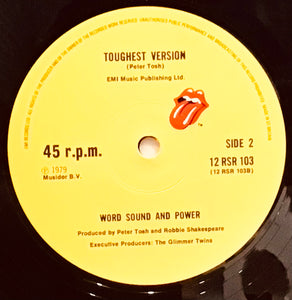 TOUGHEST VERSION
(Peter Tosh)
EMI Music Publishing Ltd.
SIDE 2
45 r.p.m.
12 RSR 103
(12 RSR 103B)
℗ 1979
Musidor B.V.
WORD SOUND AND POWER
Produced by Peter Tosh and Robbie Shakespeare
Executive Producers: The Glimmer Twins